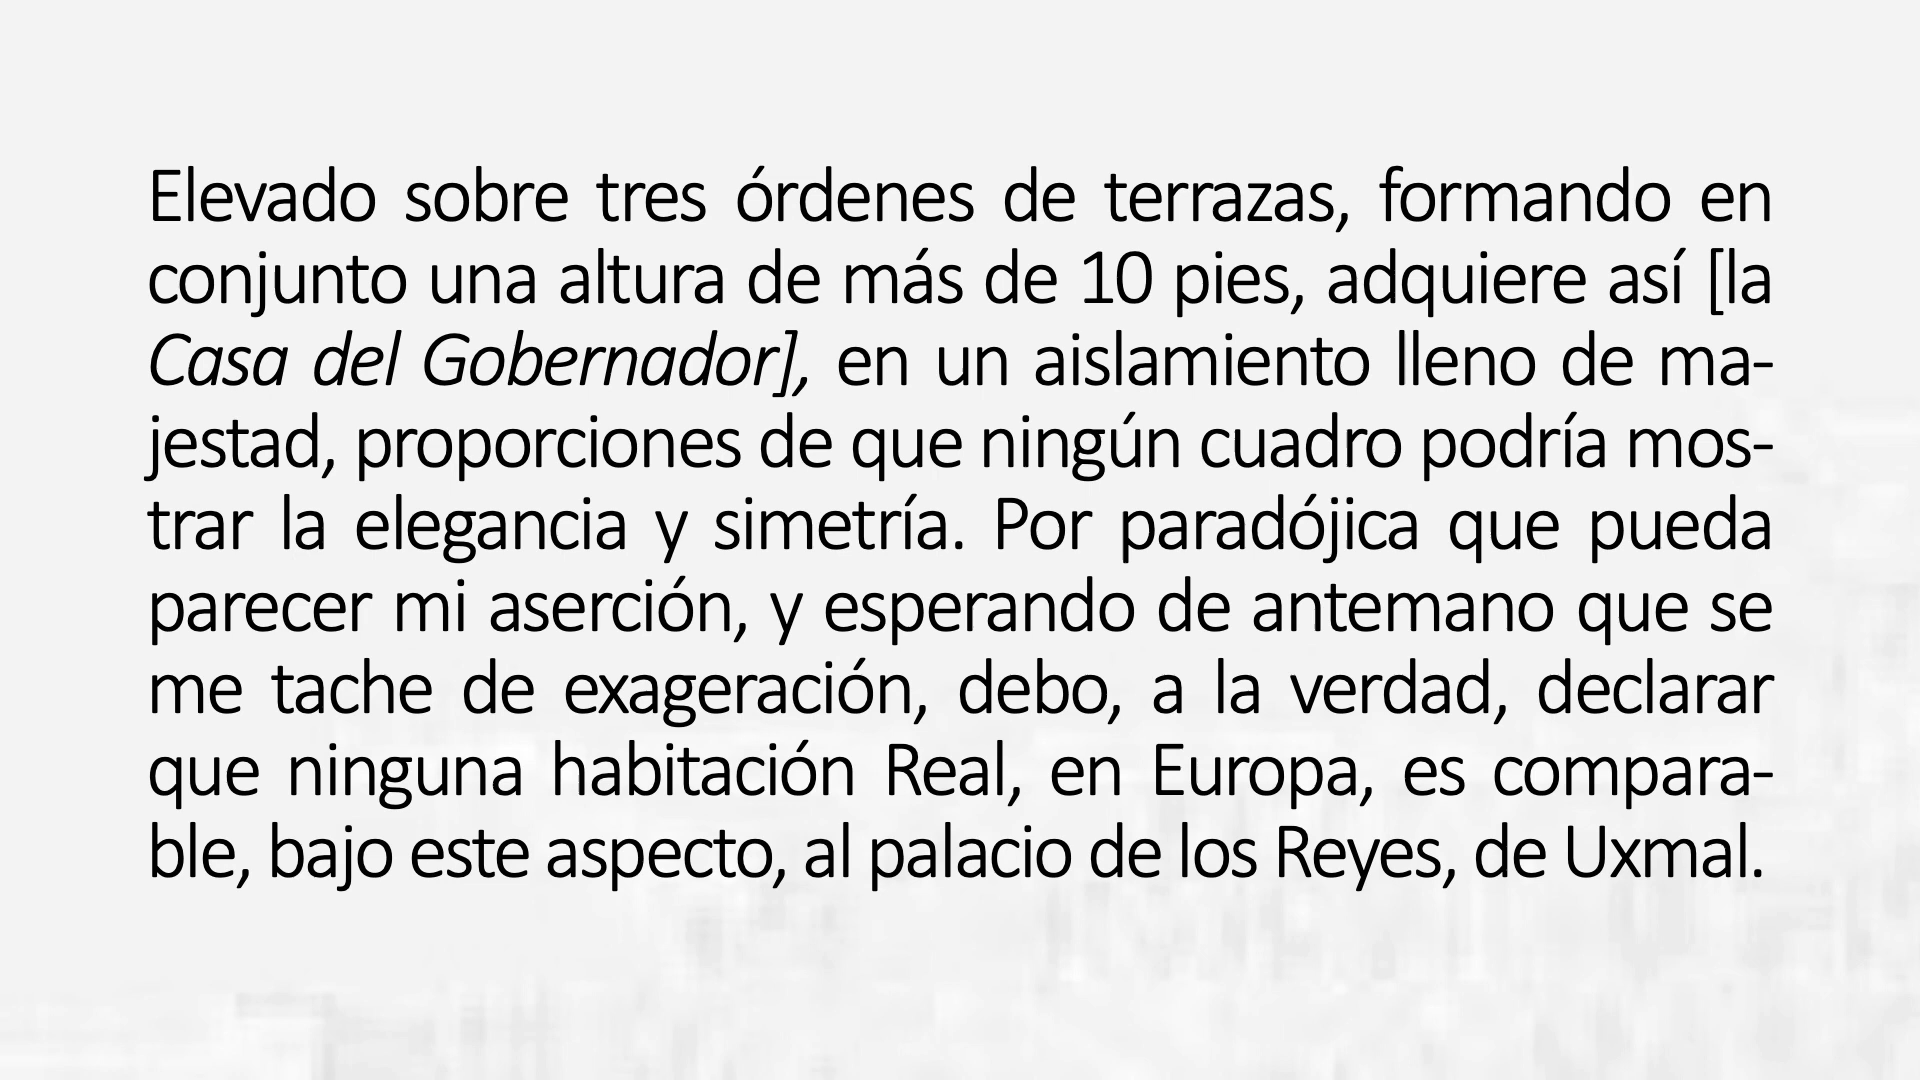 Elevado sobre tres órdenes de terrazas, formando en
conjunto una altura de más de 10 pies, adquiere así [la
Casa del Gobernador], en un aislamiento lleno de ma-
jestad, proporciones de que ningún cuadro podría mos-
trar la elegancia y simetría. Por paradójica que pueda
parecer mi aserción, y esperando de antemano que se
me tache de exageración, debo, a la verdad, declarar
que ninguna habitación Real, en Europa, es compara-
ble, bajo este aspecto, al palacio de los Reyes, de Uxmal.